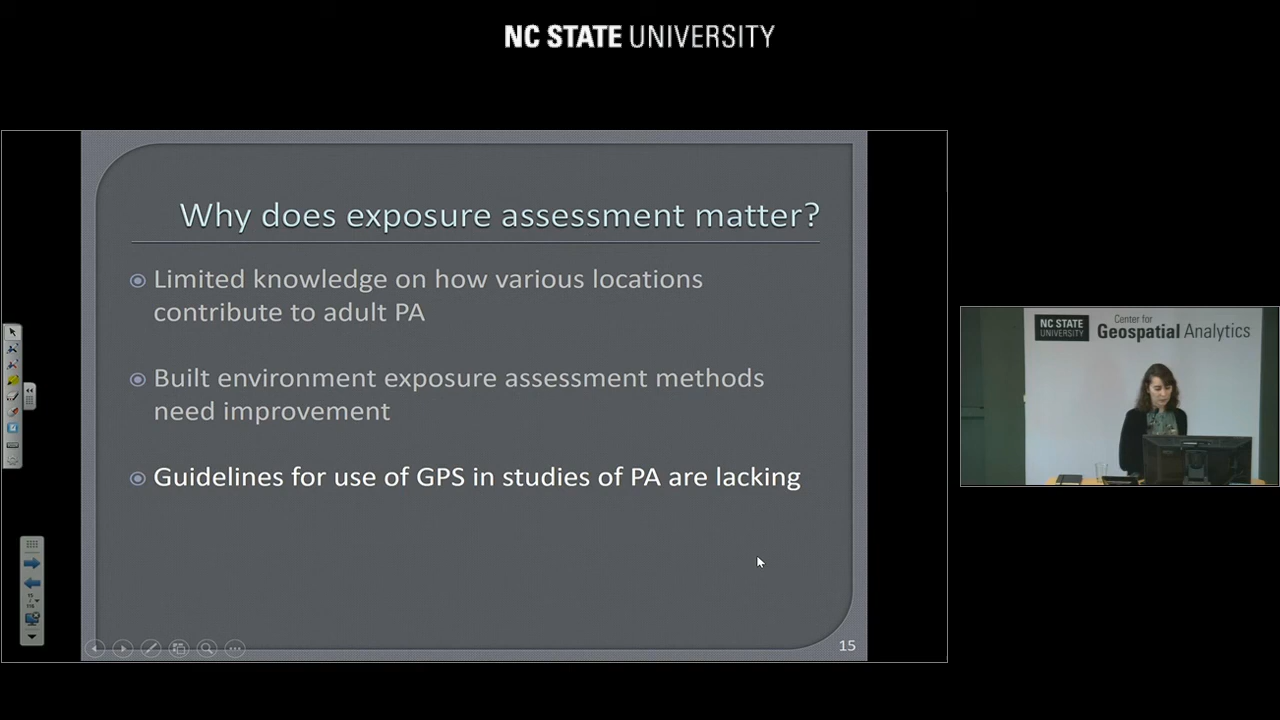 NC STATE UNIVERSITY
Why does exposure assessment matter?
Limited knowledge on how various locations
contribute to adult PA
Built environment exposure assessment methods
need improvement
Guidelines for use of GPS in studies of PA are lacking
15
NC STATE
UNIVERSITY
Center for
Geospatial Analytics